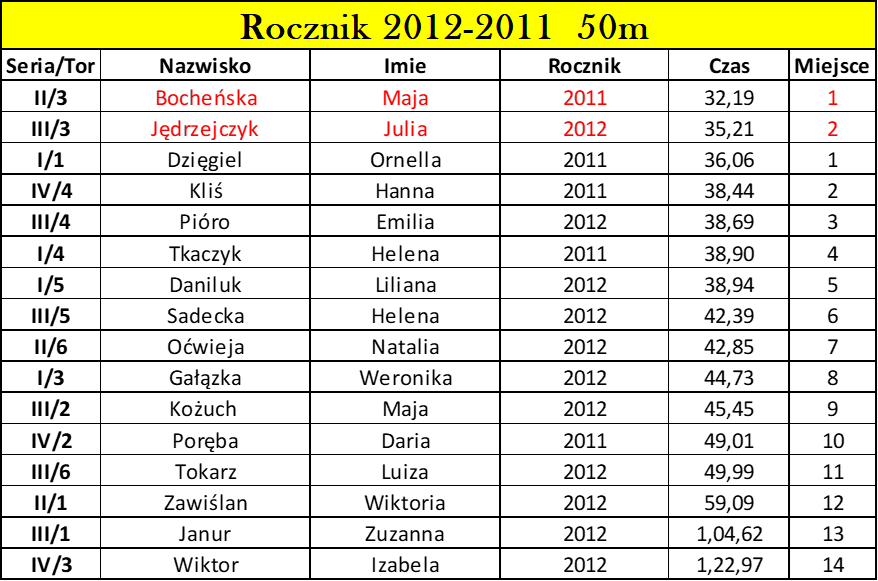 Rocznik 2012-2011 50m
Seria/Tor Nazwisko Imie Rocznik Czas Miejsce
II/3 Bocheńska Maja 2011 32,19 1
III/3 Jędrzejczyk Julia 2012 35,21 2
I/1 Dzięgiel Ornella 2011 36,06 1
IV/4 Kliś Hanna 2011 38,44 2
III/4 Pióro Emilia 2012 38,69 3
I/4 Tkaczyk Helena 2011 38,90 4
I/5 Daniluk Liliana 2012 38,94 5
III/5 Sadecka Helena 2012 42,39 6
II/6 Oćwieja Natalia 2012 42,85 7
I/3 Gałązka Weronika 2012 44,73 8
III/2 Kożuch Maja 2012 45,45 9
IV/2 Poręba Daria 2011 49,01 10
III/6 Tokarz Luiza 2012 49,99 11
II/1 Zawiślan Wiktoria 2012 59,09 12
III/1 Janur Zuzanna 2012 1,04,62 13
IV/3 Wiktor Izabela 2012 1,22,97 14